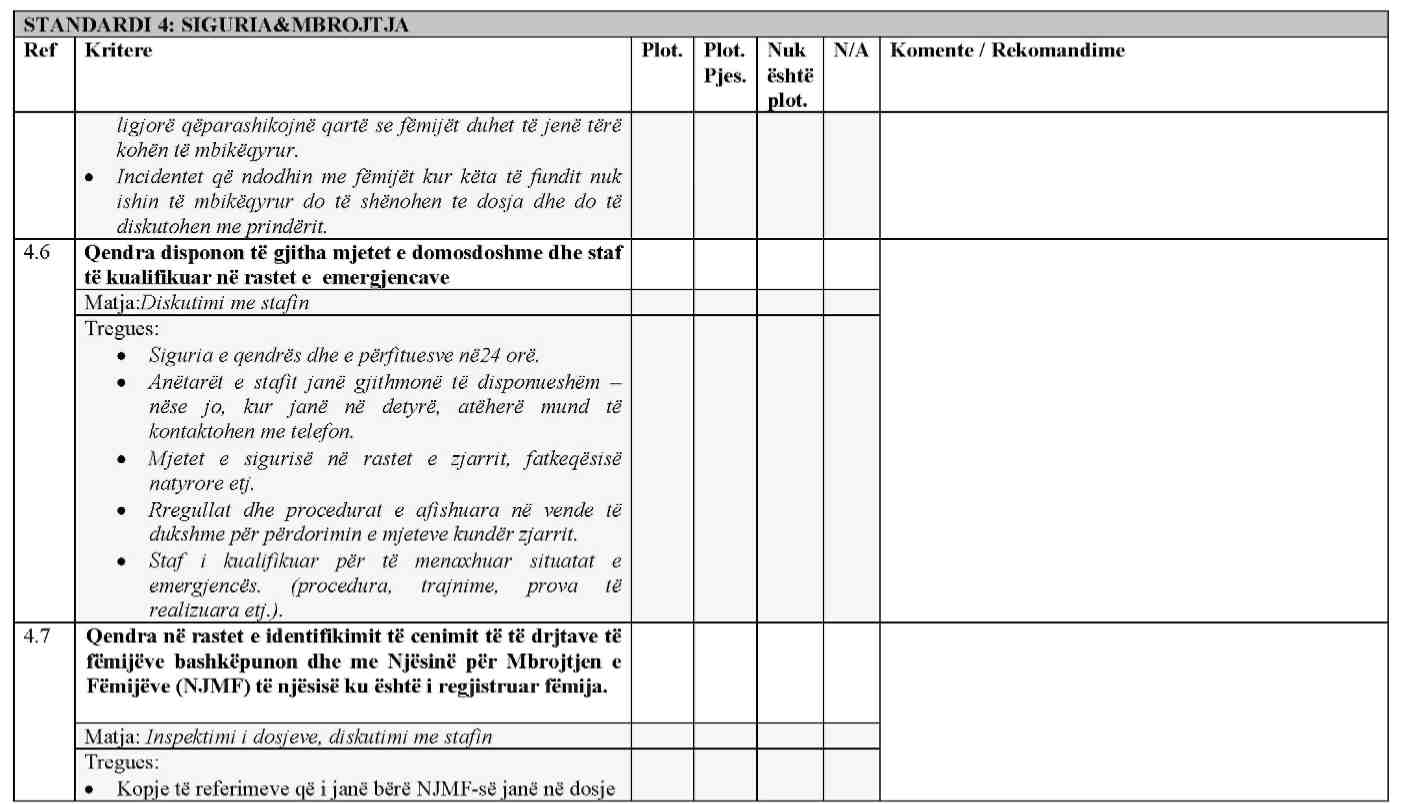 STANDARDI 4: SIGURIA&MBROJTJA
Ref Kritere Plot. Plot. Nuk N/A Komente / Rekomandime
Pjes. është
plot.
ligjorë qëparashikojnë qartë se fëmijët duhet të jenë tërë
kohën të mbikëqyrur.
• Incidentet që ndodhin me fëmijët kur këta të fundit nuk
ishin të mbikëqyrur do të shënohen te dosja dhe do të
diskutohen me prindërit.
4.6 Qendra disponon të gjitha mjetet e domosdoshme dhe staf
të kualifikuar në rastet e emergjencave
Matja:Diskutimi me stafin
Tregues:
• Siguria e qendrës dhe e përfituesve në24 orë.
• Anëtarët e stafit janë gjithmonë të disponueshëm –
nëse jo, kur janë në detyrë, atëherë mund të
kontaktohen me telefon.
• Mjetet e sigurisë në rastet e zjarrit, fatkeqësisë
natyrore etj.
• Rregullat dhe procedurat e afishuara në vende të
dukshme për përdorimin e mjeteve kundër zjarrit.
• Staf i kualifikuar për të menaxhuar situatat e
emergjencës. (procedura, trajnime, prova të
realizuara etj.).
4.7 Qendra në rastet e identifikimit të cenimit të të drjtave të
fëmijëve bashkëpunon dhe me Njësinë për Mbrojtjen e
Fëmijëve (NJMF) të njësisë ku është i regjistruar fëmija.
Matja: Inspektimi i dosjeve, diskutimi me stafin
Tregues:
• Kopje të referimeve që i janë bërë NJMF-së janë në dosje